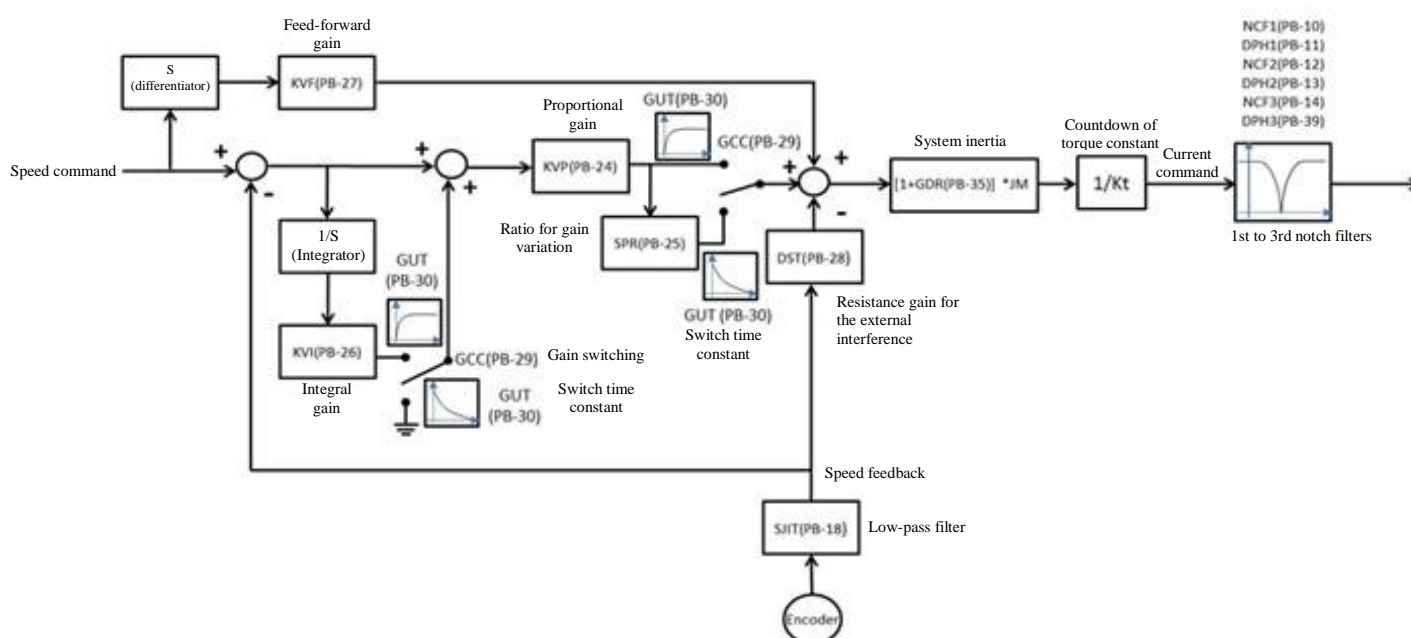 NCF1(PB-10)
DPH1(PB-11)
NCF2(PB-12)
DPH2(PB-13)
NCF3(PB-14)
DPH3(PB-39)
Feed-forward
gain
S
(differentiator)
KVF(PB-27)
Proportional
gain
GUT(PB-30)
GCC(PB-29)
System inertia
Countdown of
torque constant
Current
command
Speed command
+
-
+
+
KVP(PB-24)
+
+
-
[1+GDR(PB-35)] *JM
1/Kt
1st to 3rd notch filters
1/S
(Integrator)
GUT
(PB-30)
Ratio for gain
variation
SPR(PB-25)
DST(PB-28)
GUT (PB-30)
Switch time
constant
Resistance gain for
the external
interference
KVI(PB-26)
Integral
gain
GCC(PB-29)
Gain switching
GUT
(PB-30)
Switch time
constant
Speed feedback
SJIT(PB-18)
Low-pass filter
Encoder